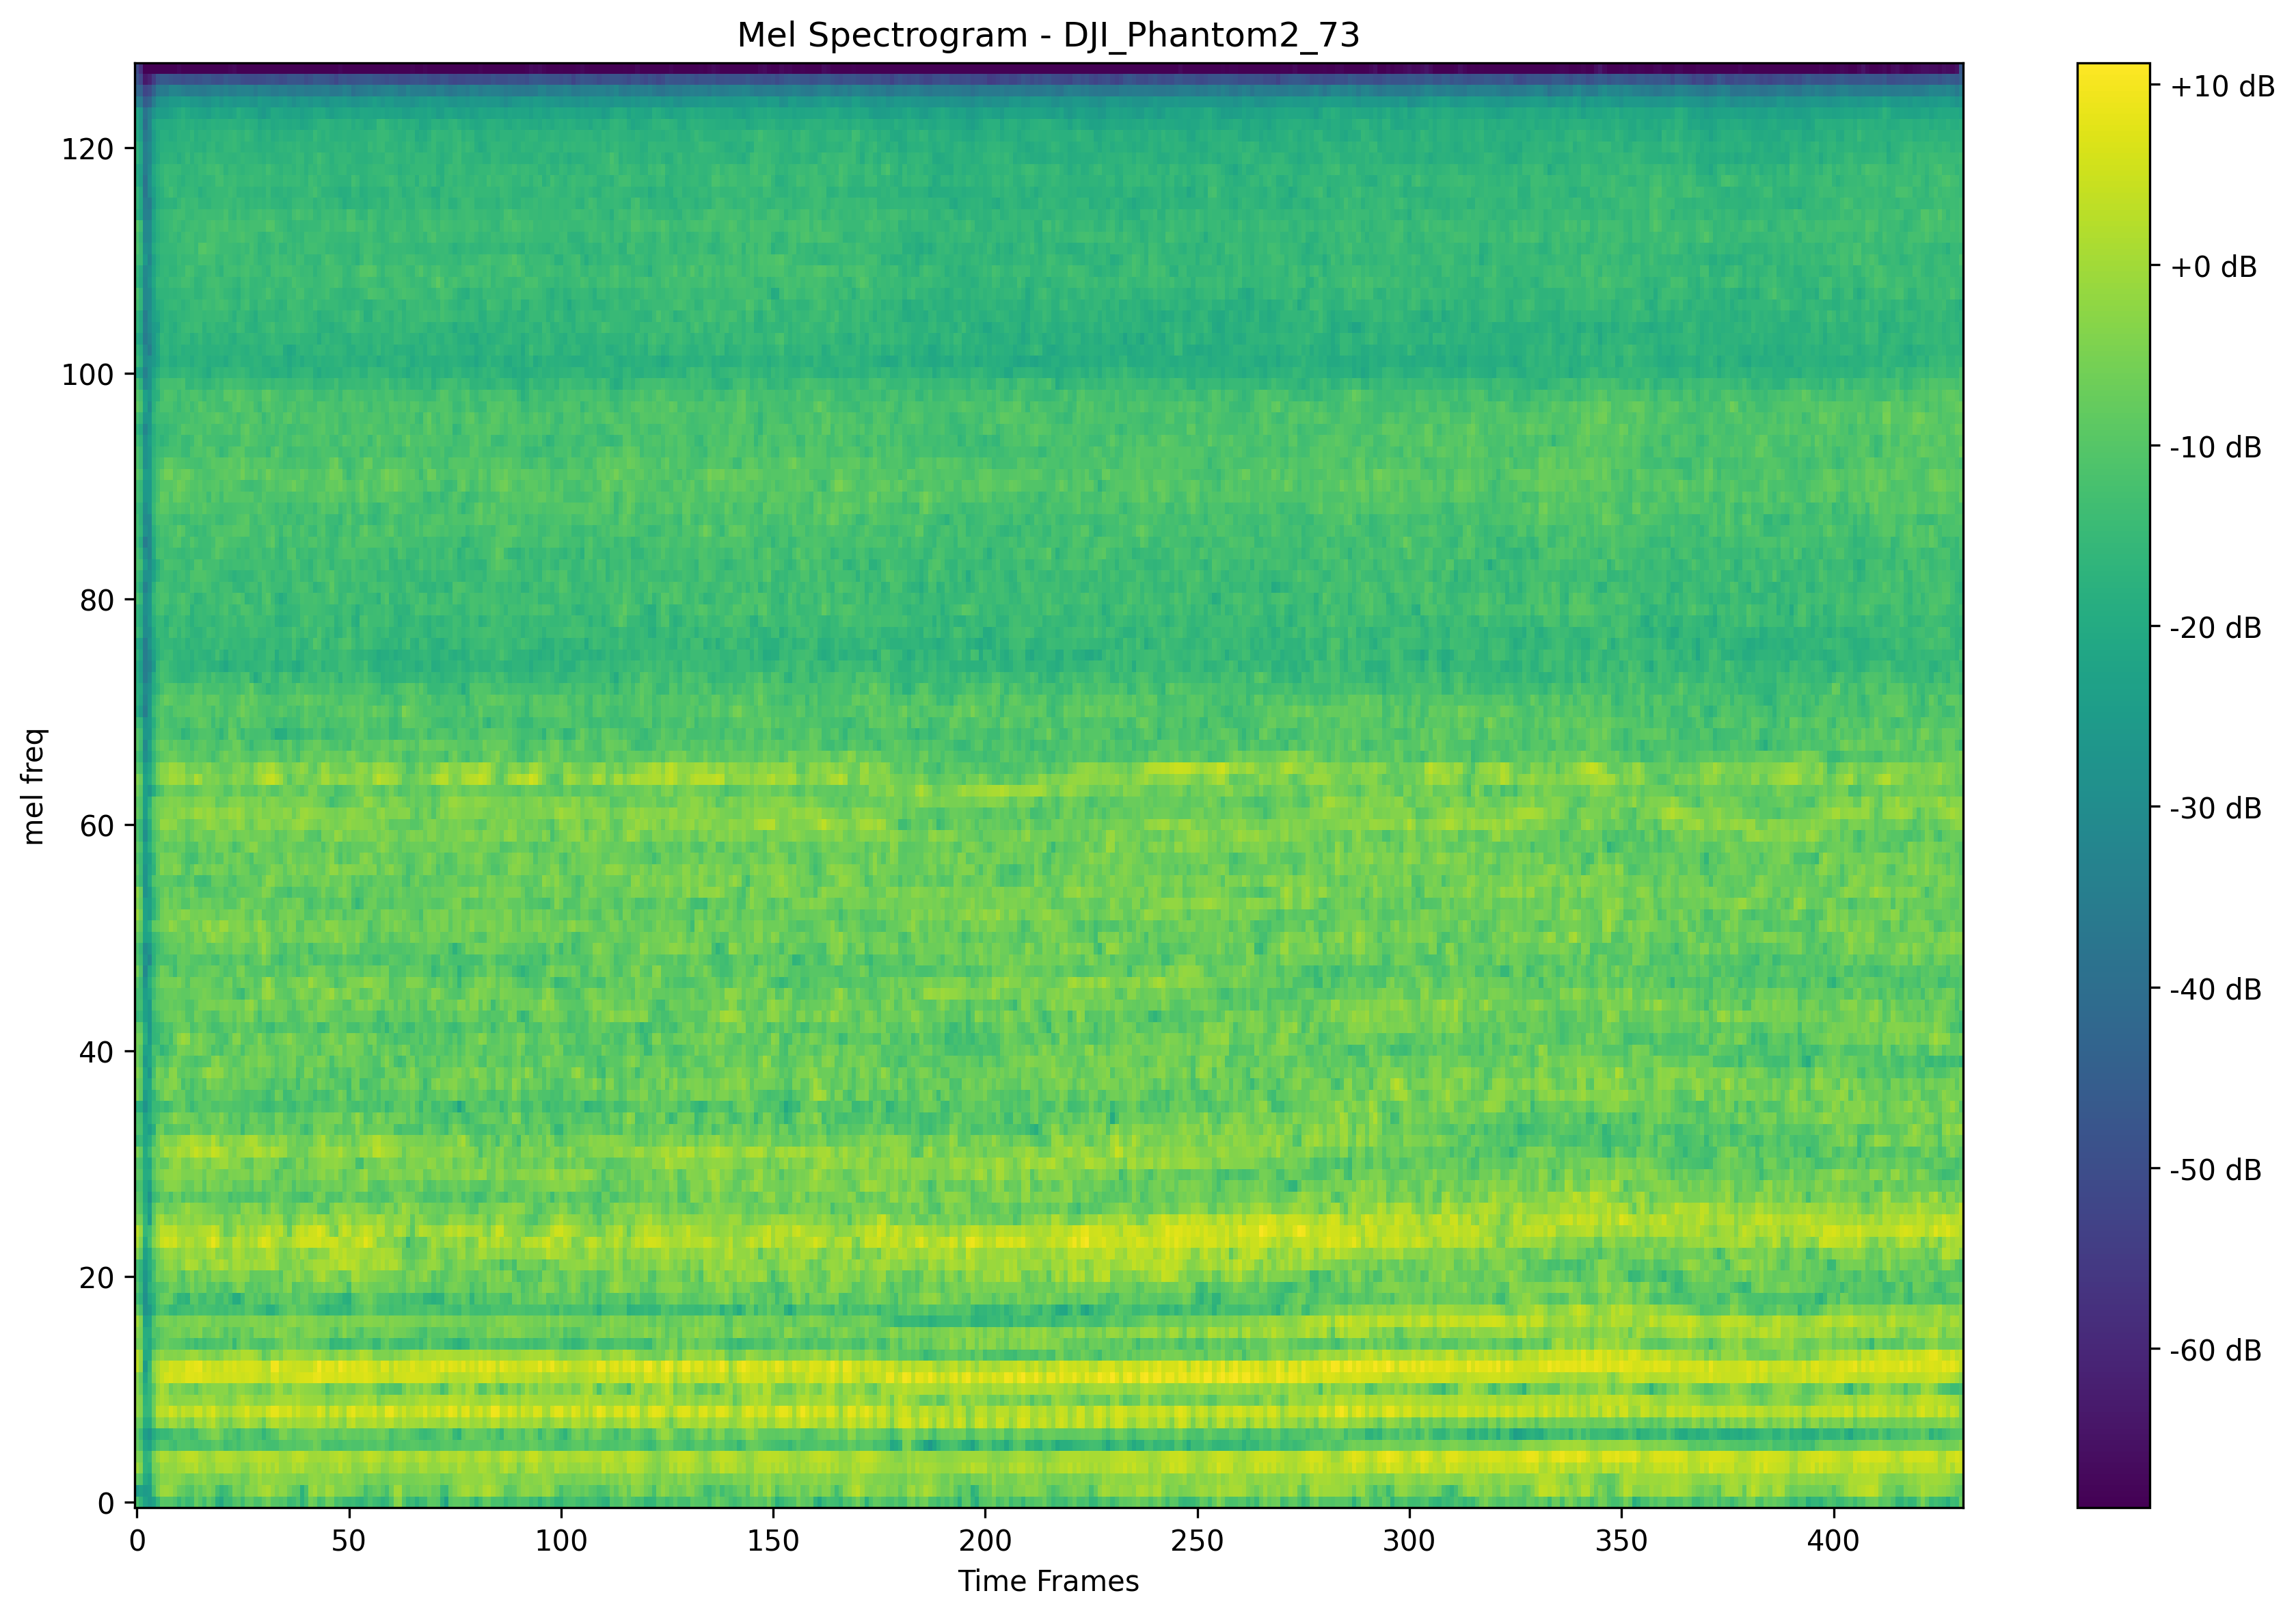 Mel Spectrogram - DJI_Phantom2_73
mel freq
120
100
80
60
40
20
0
0 50 100 150 200 250 300 350 400
Time Frames
+10 dB
+0 dB
-10 dB
-20 dB
-30 dB
-40 dB
-50 dB
-60 dB